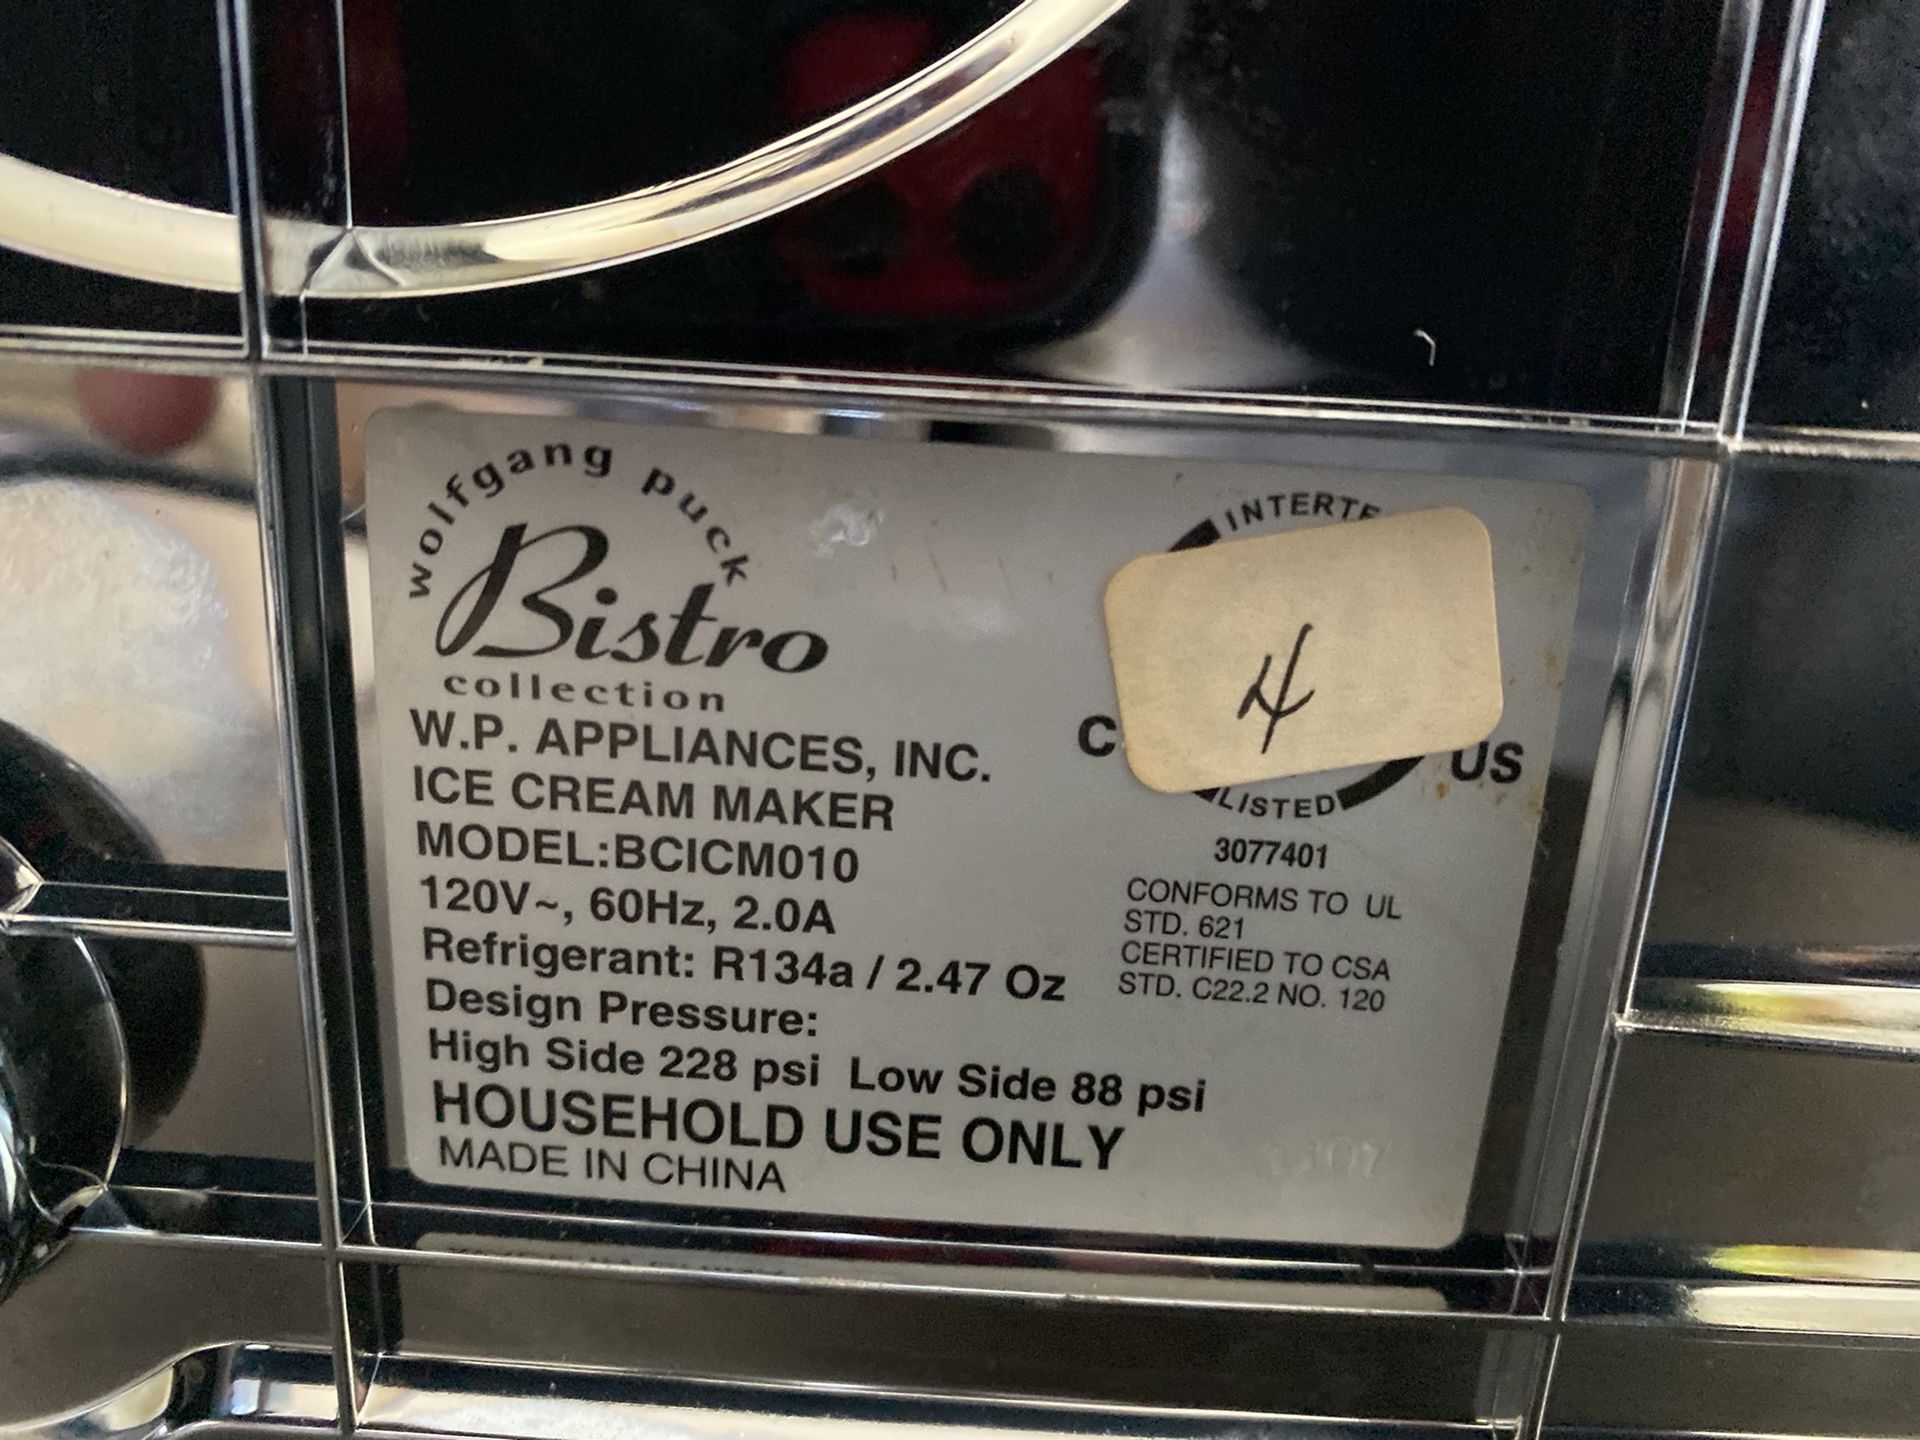 wolfgang puck
Bistro
collection
W.P. APPLIANCES, INC.
ICE CREAM MAKER
MODEL:BCICM010
120V~, 60Hz, 2.0A
Refrigerant: R134a / 2.47 Oz
Design Pressure:
High Side 228 psi Low Side 88 psi
HOUSEHOLD USE ONLY
MADE IN CHINA
4
C US
LISTED
3077401
CONFORMS TO UL
STD. 621
CERTIFIED TO CSA
STD. C22.2 NO. 120